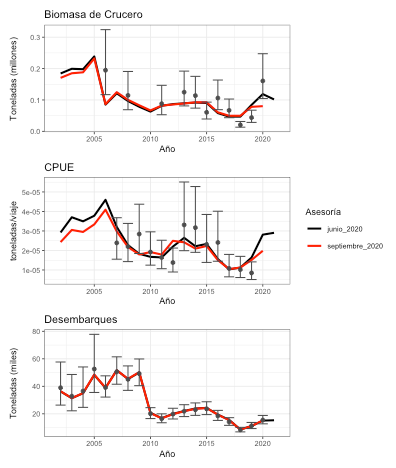 Biomasa de Crucero
Toneladas (millones)
0.3
0.2
0.1
0.0
2005 2010 2015 2020
Año
CPUE
toneladas/viaje
5e-05
4e-05
3e-05
2e-05
1e-05
2005 2010 2015 2020
Año
Asesoría
junio_2020
septiembre_2020
Desembarques
Toneladas (miles)
80
60
40
20
2005 2010 2015 2020
Año